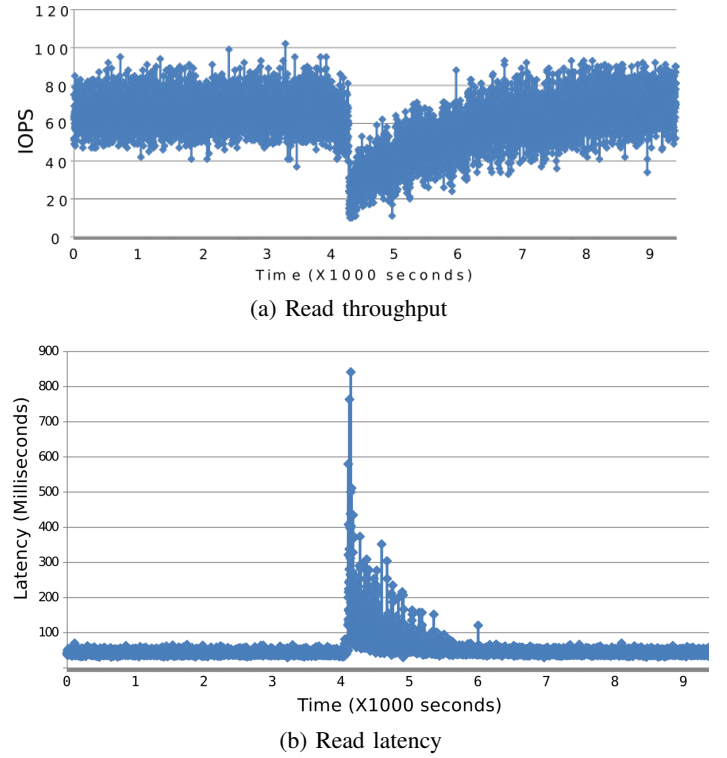 120
100
80
60
40
20
0
IOPS
0 1 2 3 4 5 6 7 8 9
Time (X1000 seconds)
(a) Read throughput
900
800
700
600
500
400
300
200
100
Latency (Milliseconds)
0 1 2 3 4 5 6 7 8 9
Time (X1000 seconds)
(b) Read latency